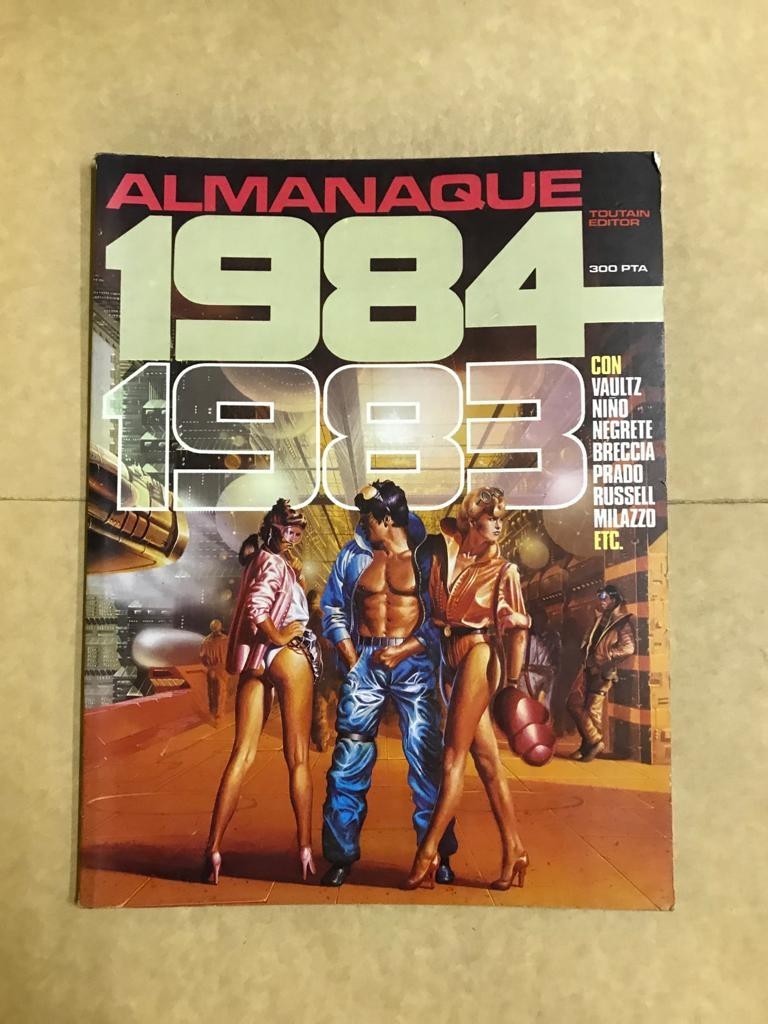 ALMANAQUE
1984
TOUTAIN
EDITOR
300 PTA
1983
CON
VAULTZ
NIÑO
NEGRETE
BRECCIA
PRADO
RUSSELL
MILAZZO
ETC.